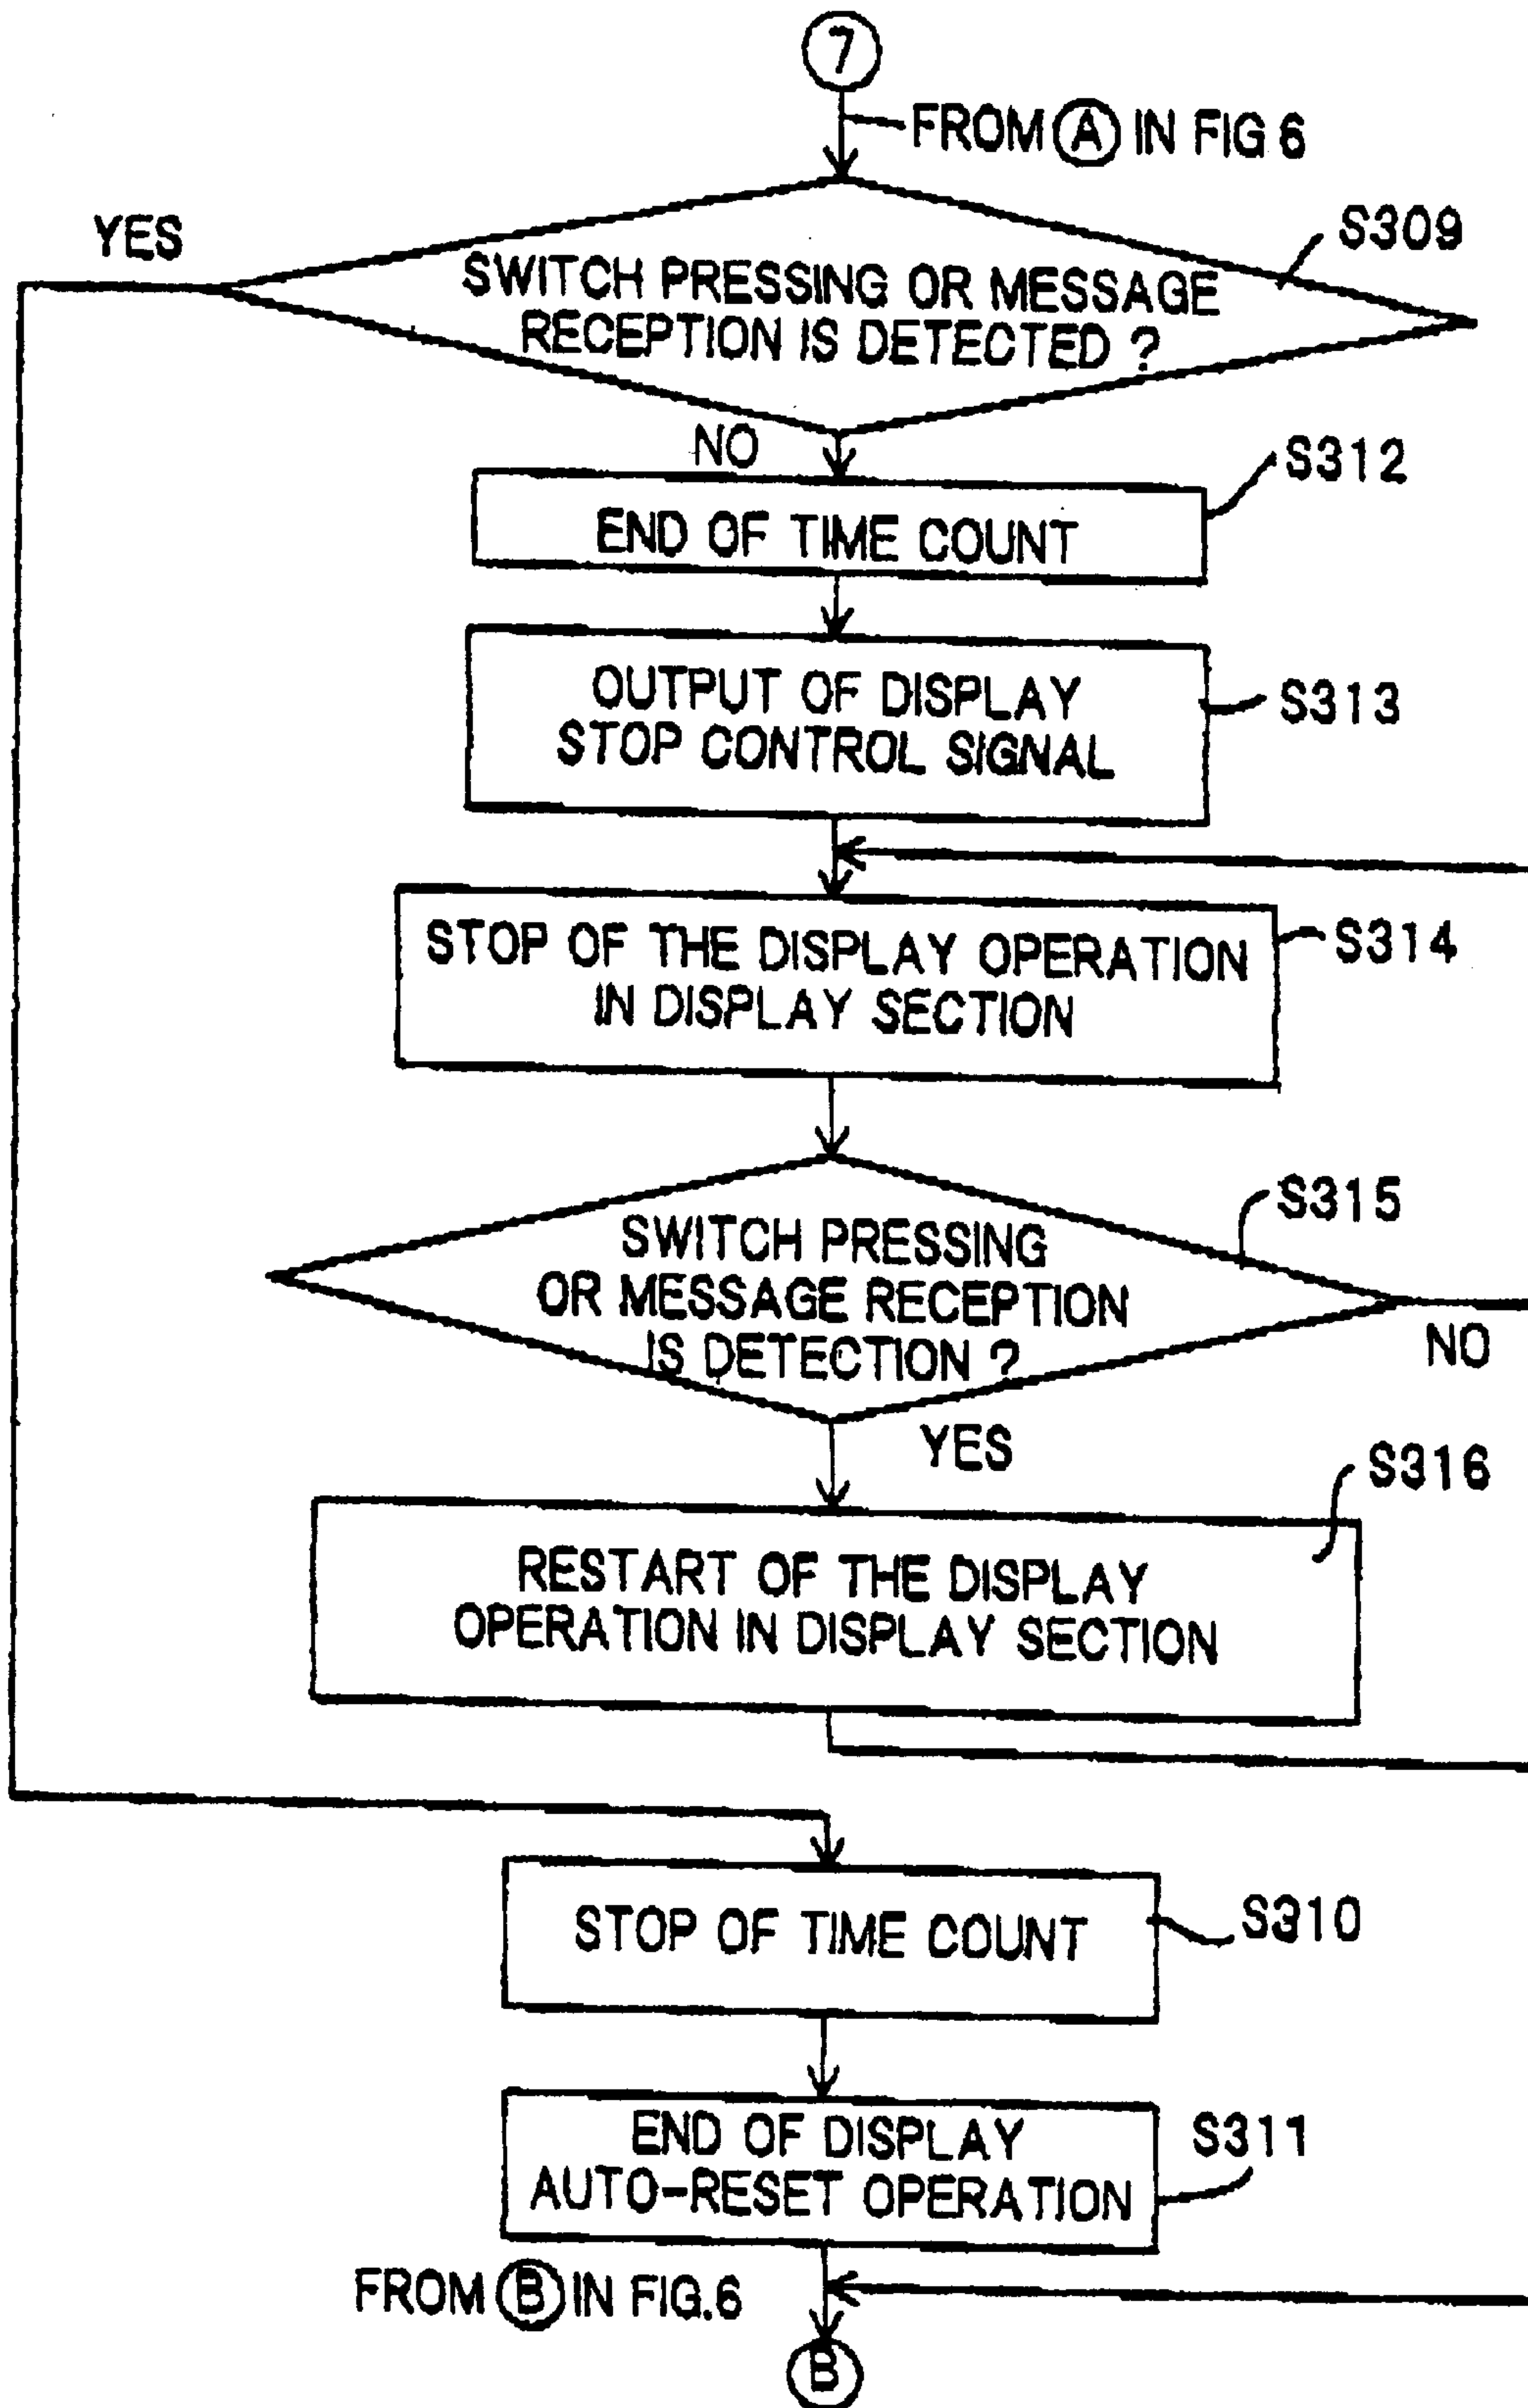 7
FROM A IN FIG 6
YES
S309
SWITCH PRESSING OR MESSAGE
RECEPTION IS DETECTED ?
NO
S312
END OF TIME COUNT
OUTPUT OF DISPLAY
STOP CONTROL SIGNAL
S313
STOP OF THE DISPLAY OPERATION
IN DISPLAY SECTION
S314
S315
SWITCH PRESSING
OR MESSAGE RECEPTION
IS DETECTION ?
NO
YES
S316
RESTART OF THE DISPLAY
OPERATION IN DISPLAY SECTION
STOP OF TIME COUNT
S310
END OF DISPLAY
AUTO-RESET OPERATION
S311
FROM B IN FIG.6
B